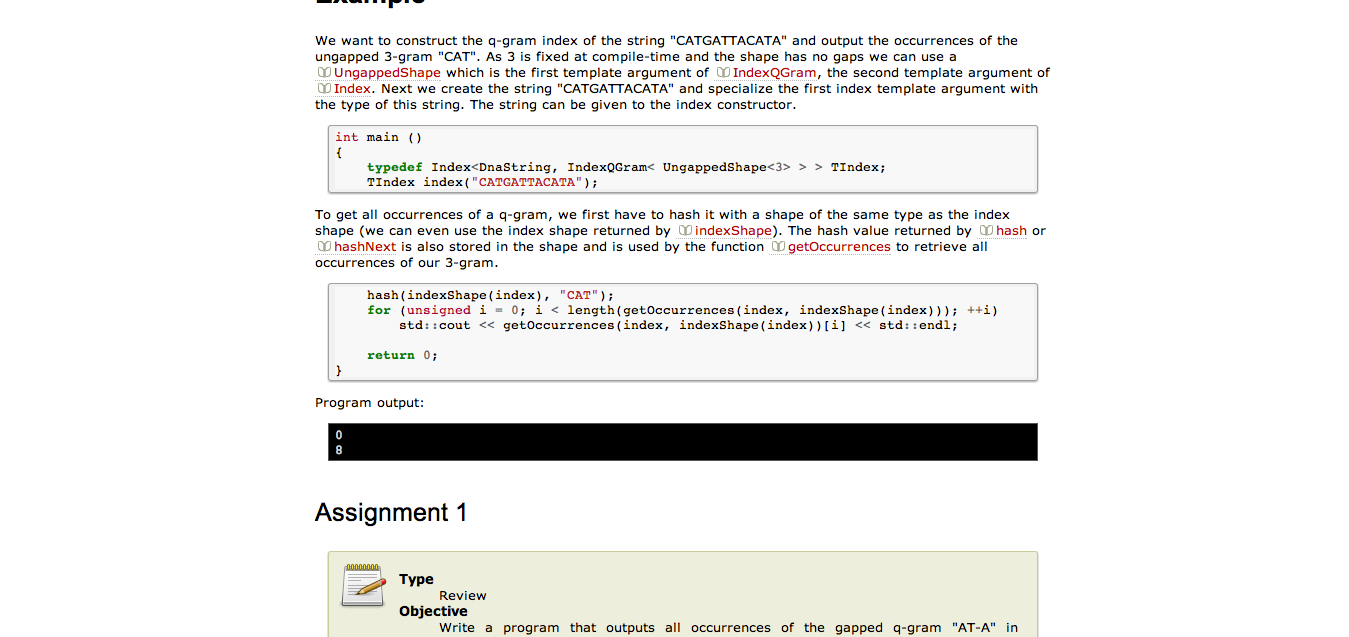 Example
We want to construct the q-gram index of the string "CATGATTACATA" and output the occurrences of the
ungapped 3-gram "CAT". As 3 is fixed at compile-time and the shape has no gaps we can use a
UngappedShape which is the first template argument of IndexQGram, the second template argument of
Index. Next we create the string "CATGATTACATA" and specialize the first index template argument with
the type of this string. The string can be given to the index constructor.
int main ()
{
    typedef Index<DnaString, IndexQGram< UngappedShape<3> > > TIndex;
    TIndex index("CATGATTACATA");
To get all occurrences of a q-gram, we first have to hash it with a shape of the same type as the index
shape (we can even use the index shape returned by indexShape). The hash value returned by hash or
hashNext is also stored in the shape and is used by the function getOccurrences to retrieve all
occurrences of our 3-gram.
    hash(indexShape(index), "CAT");
    for (unsigned i = 0; i < length(getOccurrences(index, indexShape(index))); ++i)
        std::cout << getOccurrences(index, indexShape(index))[i] << std::endl;
    return 0;
}
Program output:
0
8
Assignment 1
Type
Review
Objective
Write a program that outputs all occurrences of the gapped q-gram "AT-A" in